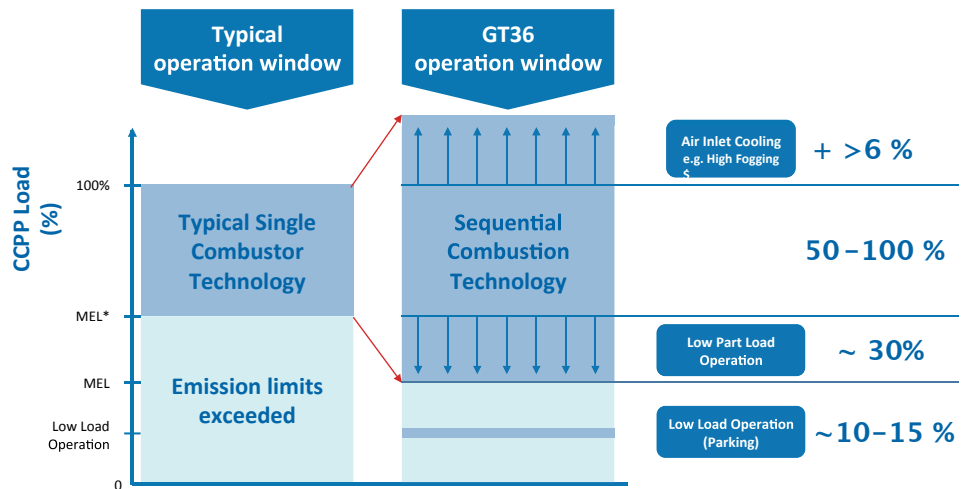 Typical
operation window
GT36
operation window
CCPP Load
(%)
100%
MEL*
MEL
Low Load
Operation
0
Typical Single
Combustor
Technology
Emission limits
exceeded
Sequential
Combustion
Technology
Air Inlet Cooling
e.g. High Fogging
$
+ >6 %
50–100 %
Low Part Load
Operation
~ 30%
Low Load Operation
(Parking)
~10–15 %